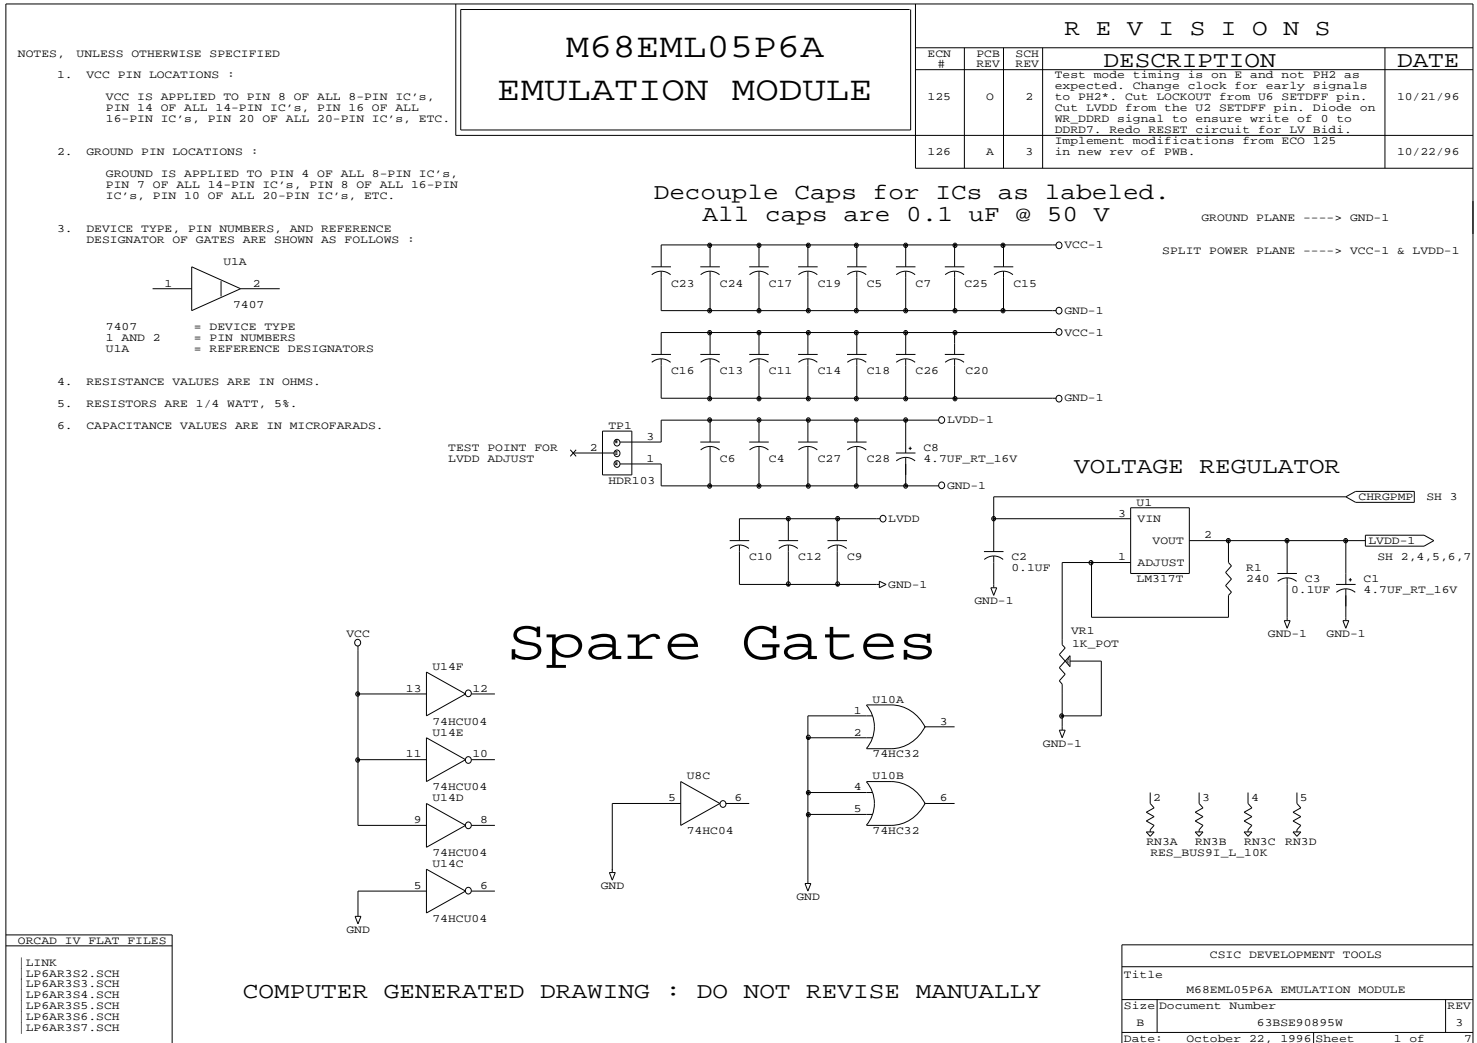 NOTES, UNLESS OTHERWISE SPECIFIED
1. VCC PIN LOCATIONS :
VCC IS APPLIED TO PIN 8 OF ALL 8-PIN IC's,
PIN 14 OF ALL 14-PIN IC's, PIN 16 OF ALL
16-PIN IC's, PIN 20 OF ALL 20-PIN IC's, ETC.
2. GROUND PIN LOCATIONS :
GROUND IS APPLIED TO PIN 4 OF ALL 8-PIN IC's,
PIN 7 OF ALL 14-PIN IC's, PIN 8 OF ALL 16-PIN
IC's, PIN 10 OF ALL 20-PIN IC's, ETC.
3. DEVICE TYPE, PIN NUMBERS, AND REFERENCE
DESIGNATOR OF GATES ARE SHOWN AS FOLLOWS :
U1A
1 2
7407
7407 = DEVICE TYPE
1 AND 2 = PIN NUMBERS
U1A = REFERENCE DESIGNATORS
4. RESISTANCE VALUES ARE IN OHMS.
5. RESISTORS ARE 1/4 WATT, 5%.
6. CAPACITANCE VALUES ARE IN MICROFARADS.
M68EML05P6A
EMULATION MODULE
REVISIONS
ECN # PCB REV SCH REV DESCRIPTION DATE
125 O 2 10/21/96
Test mode timing is on E and not PH2 as
expected. Change clock for early signals
to PH2*. Cut LOCKOUT from U6 SETDFF pin.
Cut LVDD from the U2 SETDFF pin. Diode on
WR_DDRD signal to ensure write of 0 to
DDRD7. Redo RESET circuit for LV Bidi.
126 A 3 10/22/96
Implement modifications from ECO 125
in new rev of PWB.
Decouple Caps for ICs as labeled.
All caps are 0.1 uF @ 50 V
GROUND PLANE ----> GND-1
SPLIT POWER PLANE ----> VCC-1 & LVDD-1
VCC-1
C23 C24 C17 C19 C5 C7 C25 C15
GND-1
VCC-1
C16 C13 C11 C14 C18 C26 C20
GND-1
TEST POINT FOR
LVDD ADJUST
TP1
2 3 1
HDR103
LVDD-1
C6 C4 C27 C28 C8
4.7UF_RT_16V
GND-1
LVDD
C10 C12 C9
GND-1
VOLTAGE REGULATOR
CHRGPMP SH 3
U1
3 VIN
VOUT 2
1 ADJUST
LM317T
LVDD-1
SH 2,4,5,6,7
C2
0.1UF
GND-1
R1
240
C3
0.1UF
C1
4.7UF_RT_16V
GND-1 GND-1
VR1
1K_POT
GND-1
Spare Gates
VCC
U14F
13 12
74HCU04
U14E
11 10
74HCU04
U14D
9 8
74HCU04
U14C
5 6
74HCU04
GND
U8C
5 6
74HC04
GND
U10A
1 2 3
74HC32
U10B
4 5 6
74HC32
GND
2 3 4 5
RN3A RN3B RN3C RN3D
RES_BUS9I_L_10K
ORCAD IV FLAT FILES
LINK
LP6AR3S2.SCH
LP6AR3S3.SCH
LP6AR3S4.SCH
LP6AR3S5.SCH
LP6AR3S6.SCH
LP6AR3S7.SCH
COMPUTER GENERATED DRAWING : DO NOT REVISE MANUALLY
CSIC DEVELOPMENT TOOLS
Title
M68EML05P6A EMULATION MODULE
Size Document Number REV
B 63BSE90895W 3
Date: October 22, 1996 Sheet 1 of 7